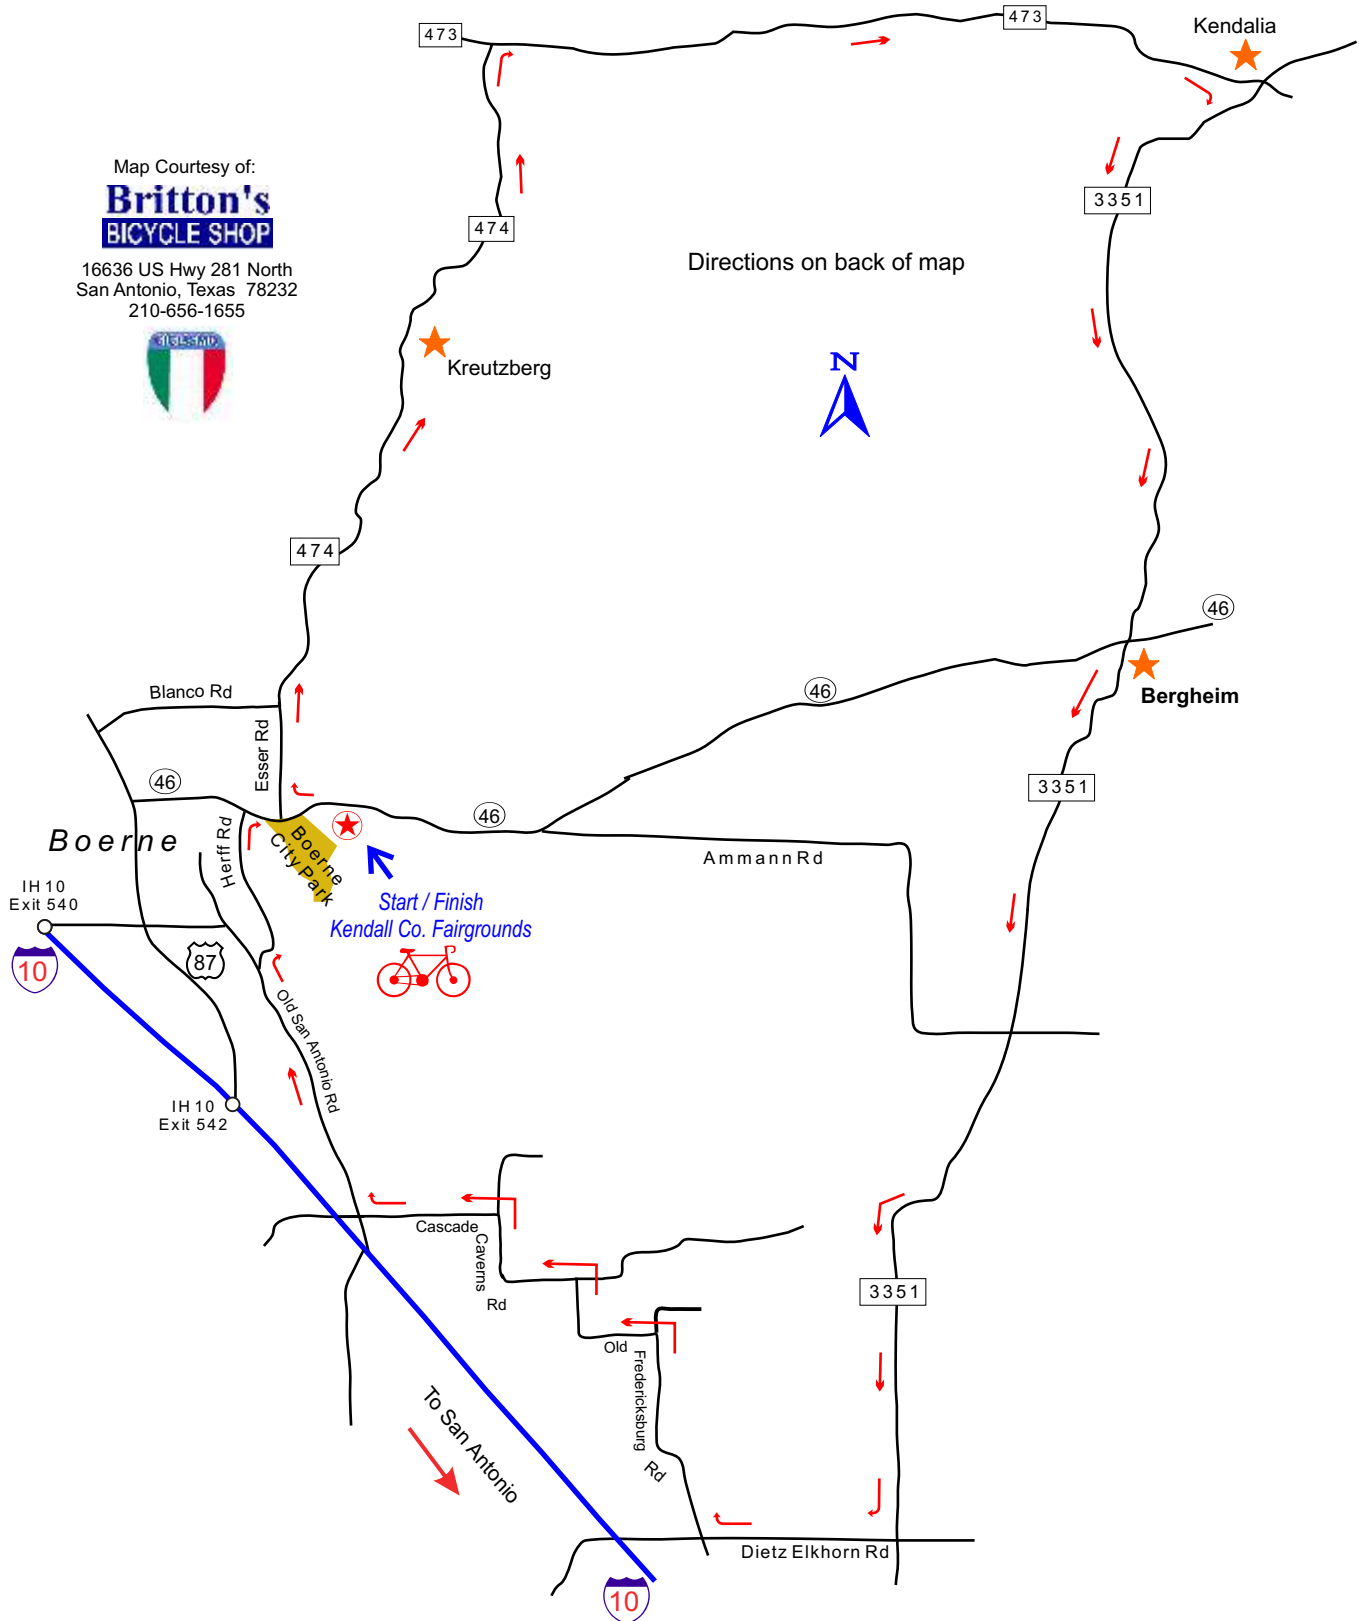 473
473
Kendalia
Map Courtesy of:
Britton's
BICYCLE SHOP
16636 US Hwy 281 North
San Antonio, Texas 78232
210-656-1655
3351
474
Directions on back of map
N
Kreutzberg
474
46
Blanco Rd
46
Bergheim
Esser Rd
46
3351
46
Boerne
Herff Rd
Boerne
City Park
Ammann Rd
IH 10
Exit 540
Start / Finish
Kendall Co. Fairgrounds
87
10
Old San Antonio Rd
IH 10
Exit 542
Cascade
Caverns
Rd
3351
Old
Fredericksburg
Rd
To San Antonio
Dietz Elkhorn Rd
10